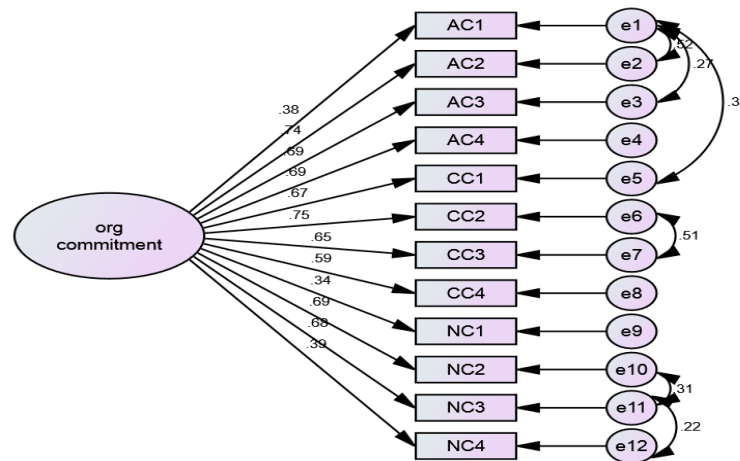 AC1
e1
.52
AC2
e2
.27
AC3
e3
.3
.38
.74
AC4
e4
.69
.69
CC1
e5
.67
.75
CC2
e6
org
commitment
.65
CC3
e7
.51
.59
CC4
e8
.34
NC1
e9
.69
.68
NC2
e10
.39
.31
NC3
e11
.22
NC4
e12